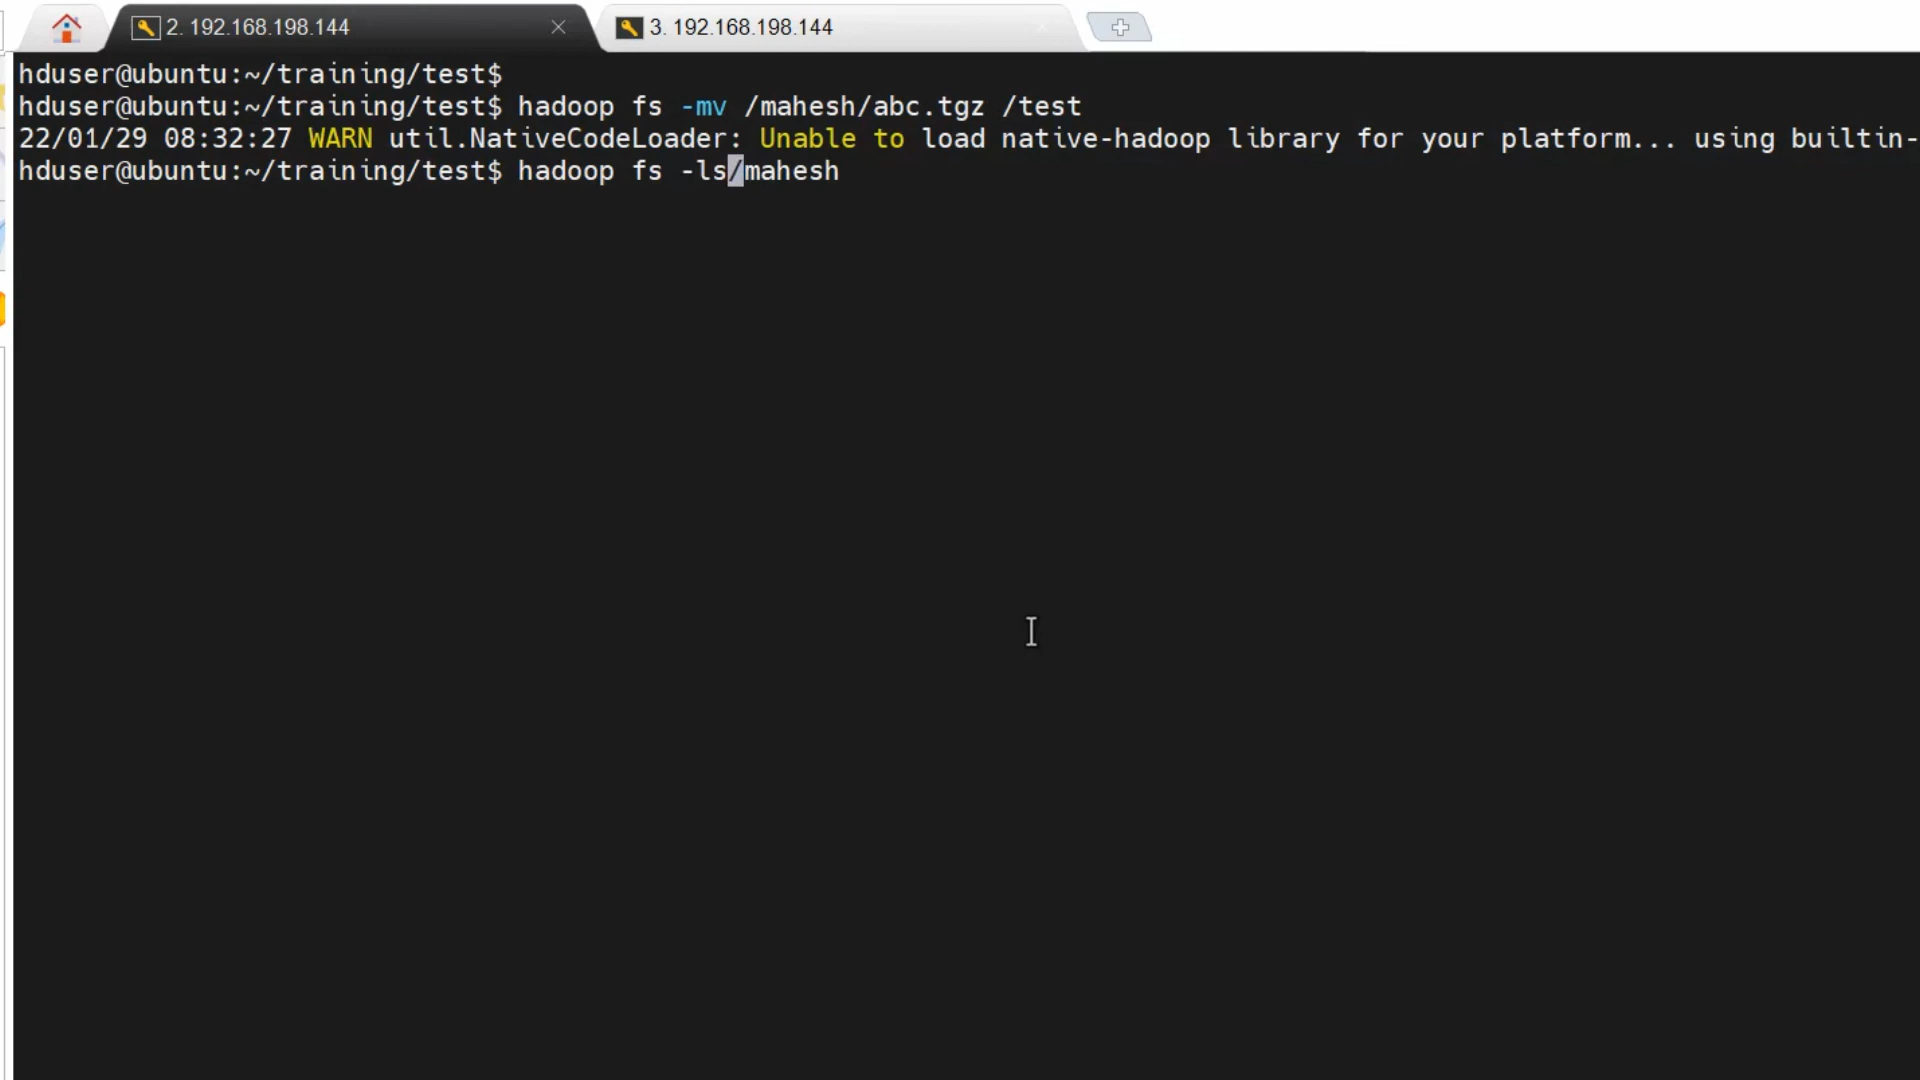 2. 192.168.198.144
3. 192.168.198.144
hduser@ubuntu:~/training/test$
hduser@ubuntu:~/training/test$ hadoop fs -mv /mahesh/abc.tgz /test
22/01/29 08:32:27 WARN util.NativeCodeLoader: Unable to load native-hadoop library for your platform... using builtin-
hduser@ubuntu:~/training/test$ hadoop fs -ls/mahesh